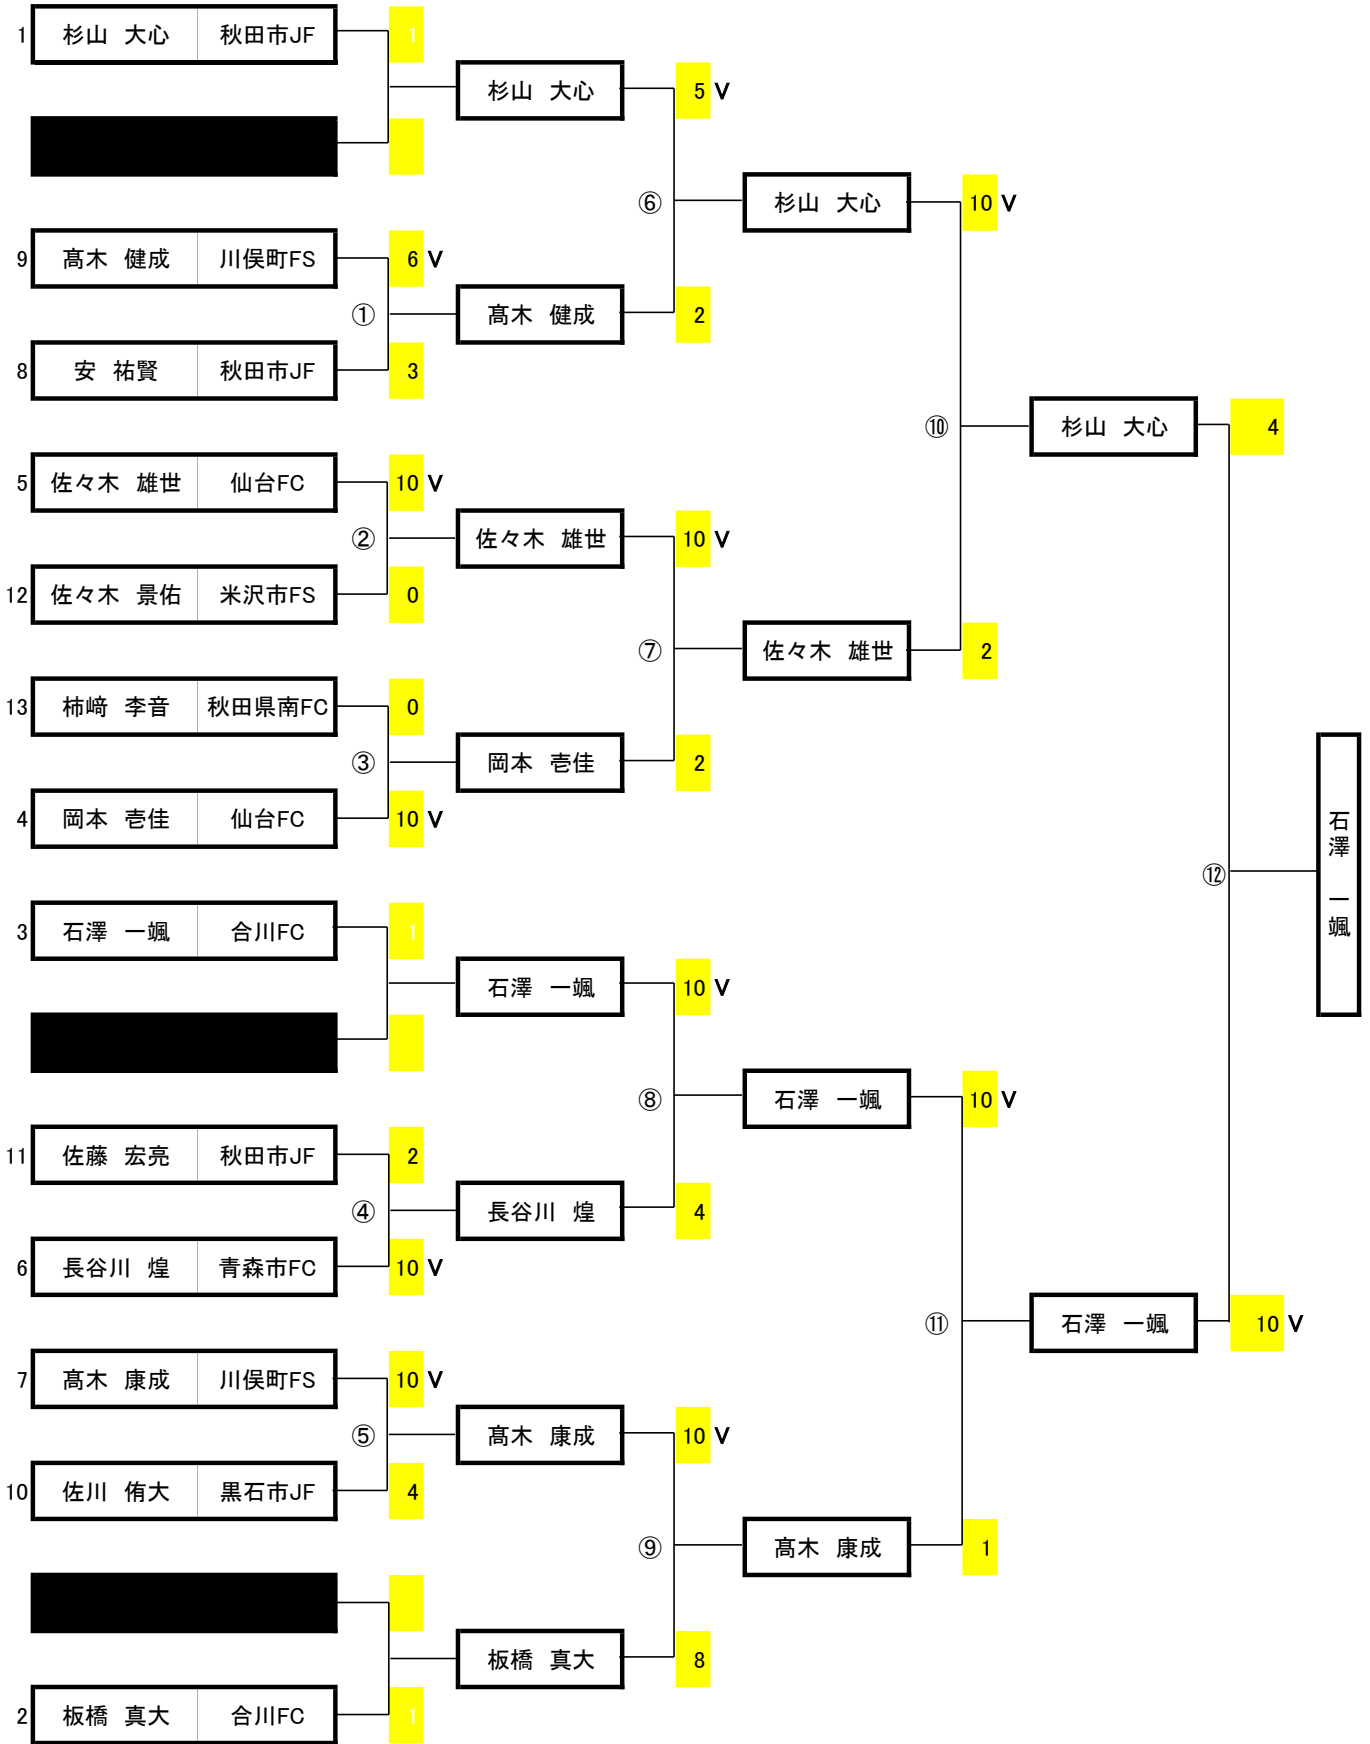 1 杉山 大心 秋田市JF 1
杉山 大心 5 V
⑥ 杉山 大心 10 V
9 髙木 健成 川俣町FS 6 V
① 髙木 健成 2
8 安 祐賢 秋田市JF 3
⑩ 杉山 大心 4
5 佐々木 雄世 仙台FC 10 V
② 佐々木 雄世 10 V
12 佐々木 景佑 米沢市FS 0
⑦ 佐々木 雄世 2
13 柿﨑 李音 秋田県南FC 0
③ 岡本 壱佳 2
4 岡本 壱佳 仙台FC 10 V
⑫ 石澤 一颯
3 石澤 一颯 合川FC 1
石澤 一颯 10 V
⑧ 石澤 一颯 10 V
11 佐藤 宏亮 秋田市JF 2
④ 長谷川 煌 4
6 長谷川 煌 青森市FC 10 V
⑪ 石澤 一颯 10 V
7 髙木 康成 川俣町FS 10 V
⑤ 髙木 康成 10 V
10 佐川 侑大 黒石市JF 4
⑨ 髙木 康成 1
板橋 真大 8
2 板橋 真大 合川FC 1